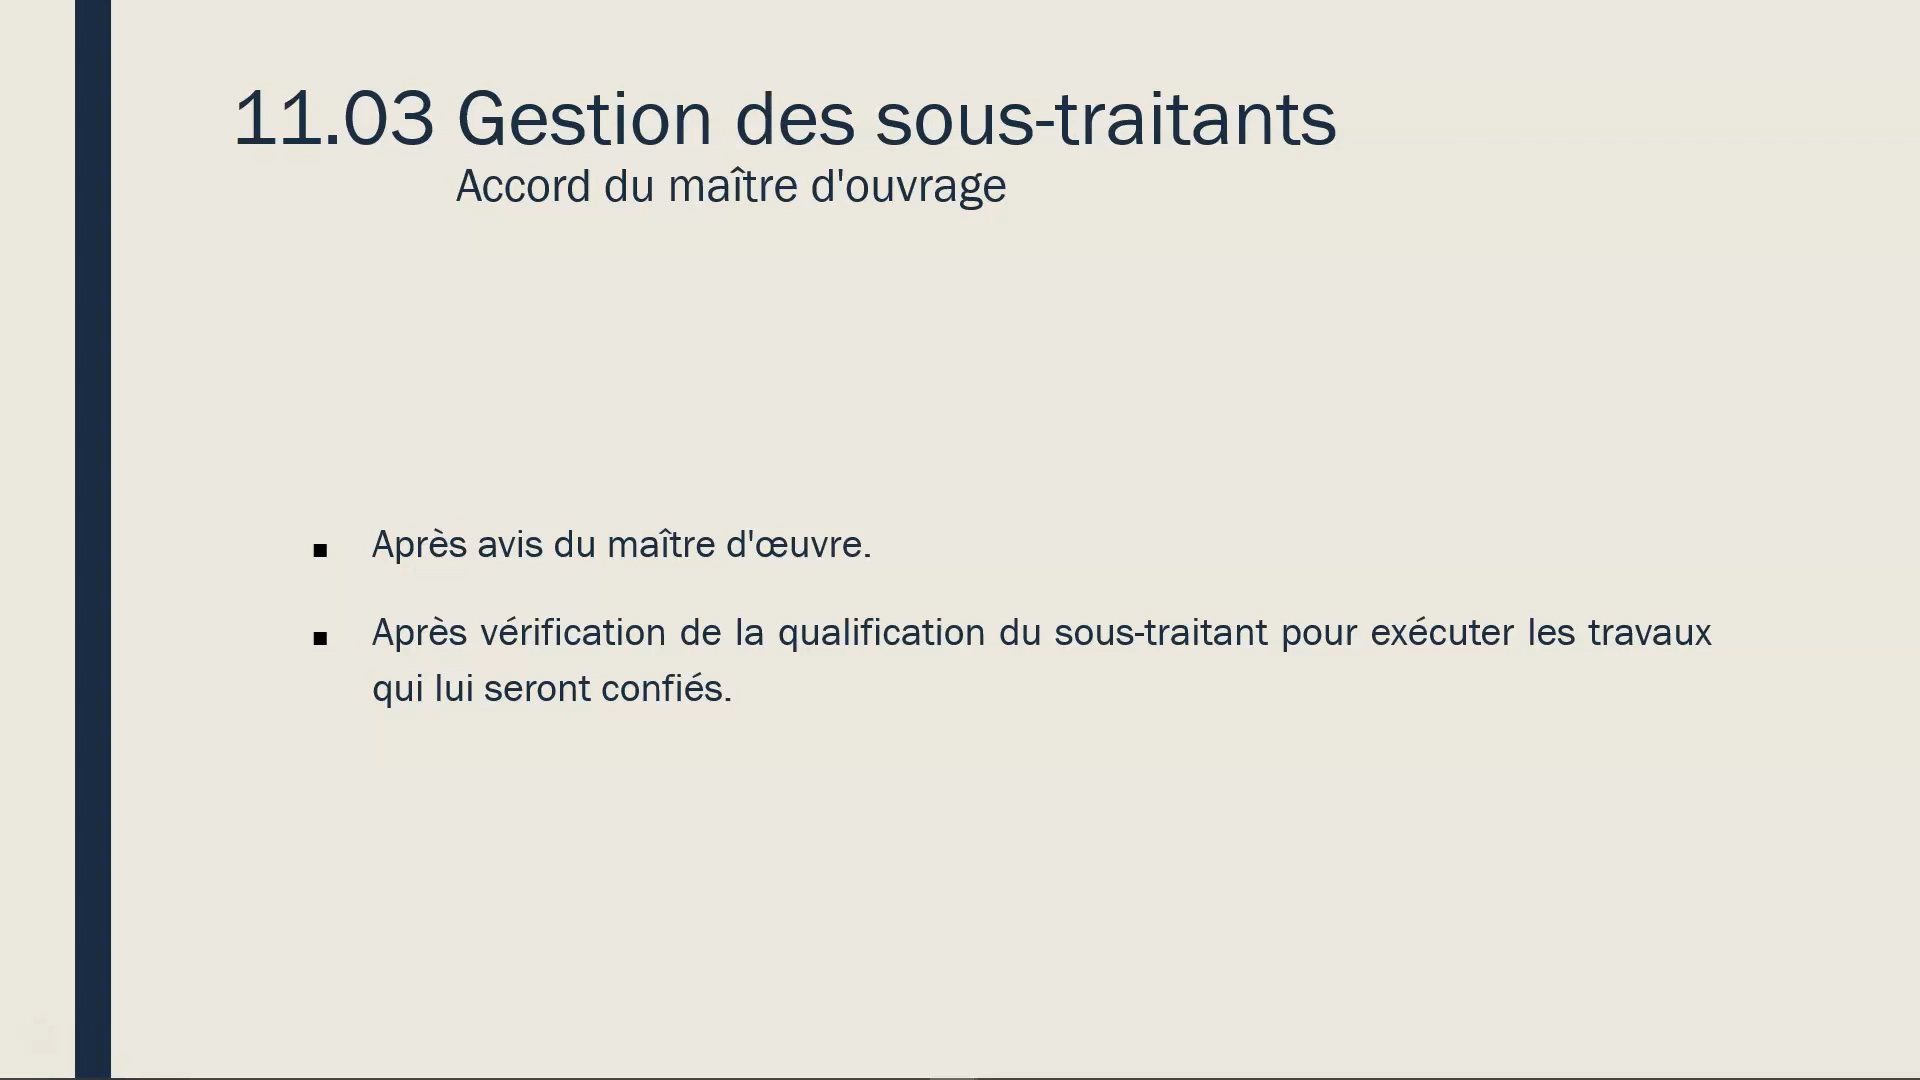 11.03 Gestion des sous-traitants
Accord du maître d'ouvrage
▪ Après avis du maître d'œuvre.
▪ Après vérification de la qualification du sous-traitant pour exécuter les travaux
qui lui seront confiés.